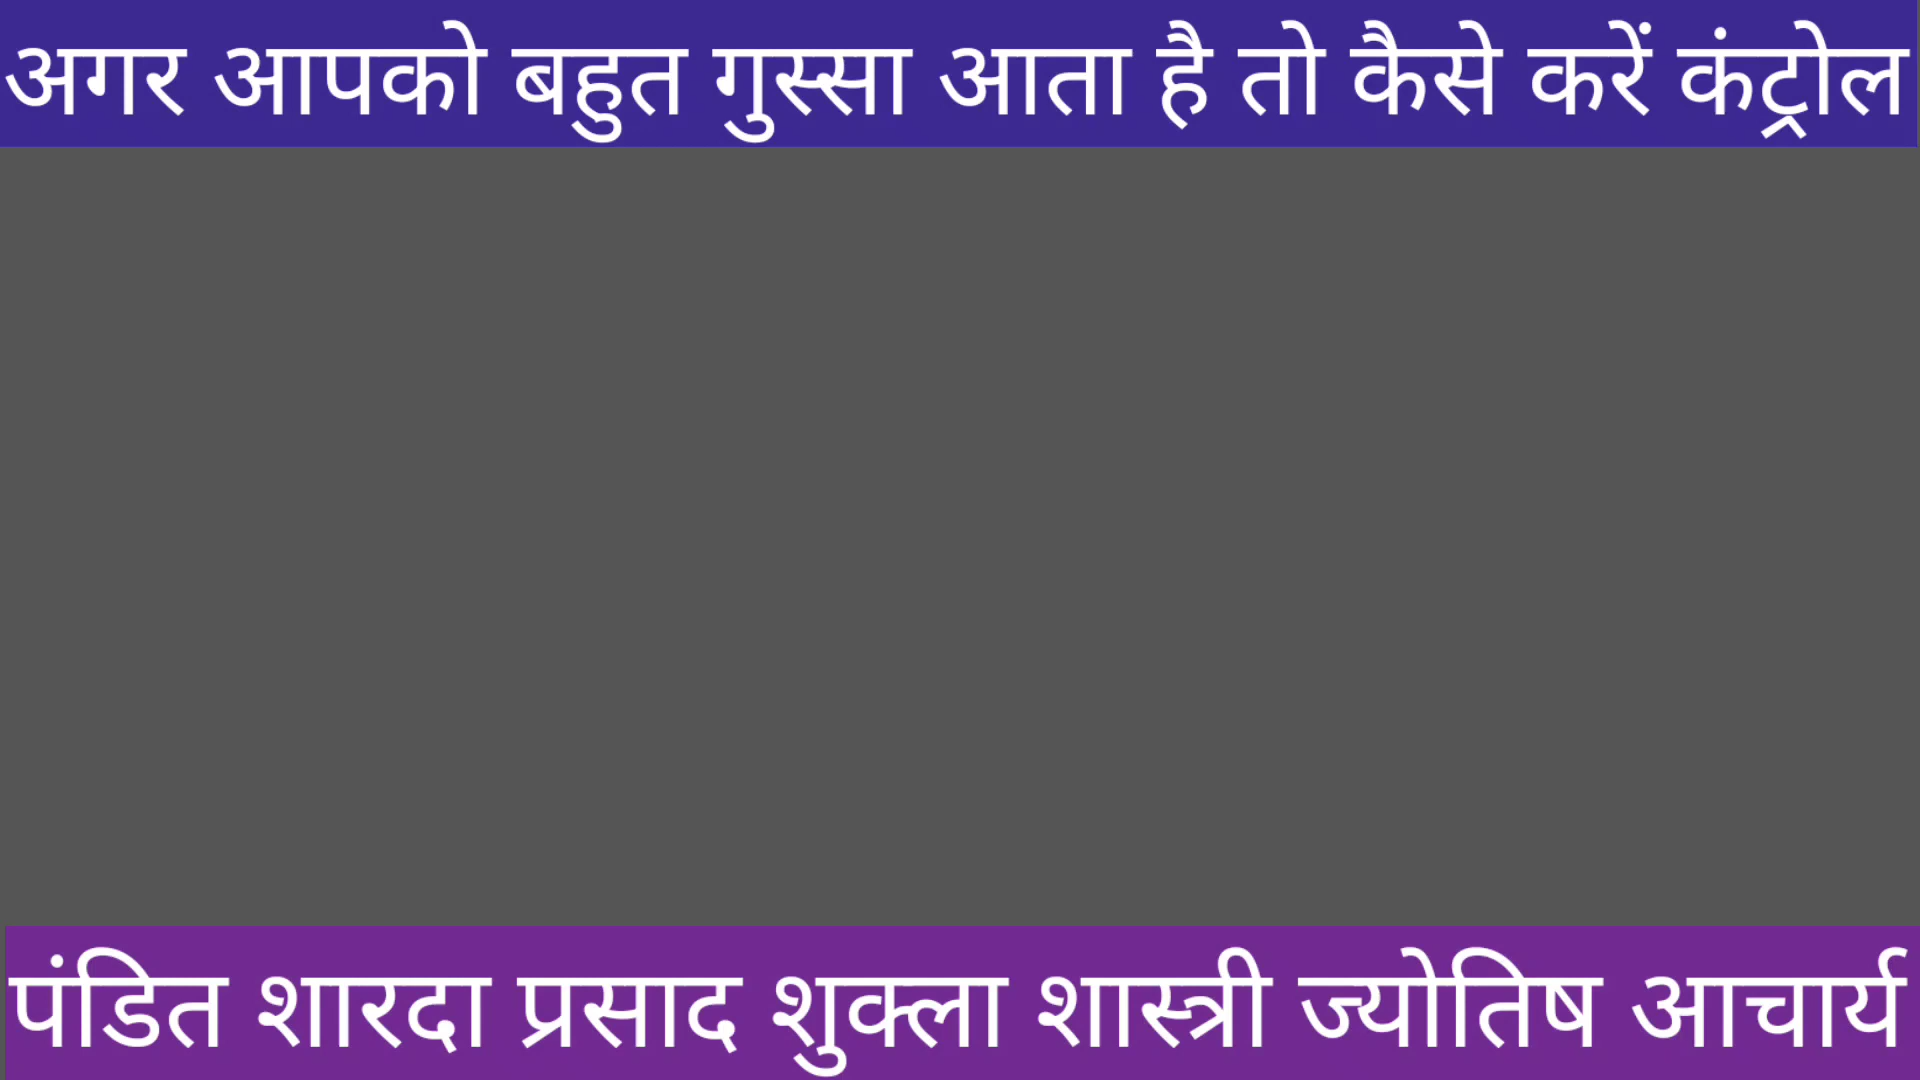 अगर आपको बहुत गुस्सा आता है तो कैसे करें कंट्रोल
पंडित शारदा प्रसाद शुक्ला शास्त्री ज्योतिष आचार्य